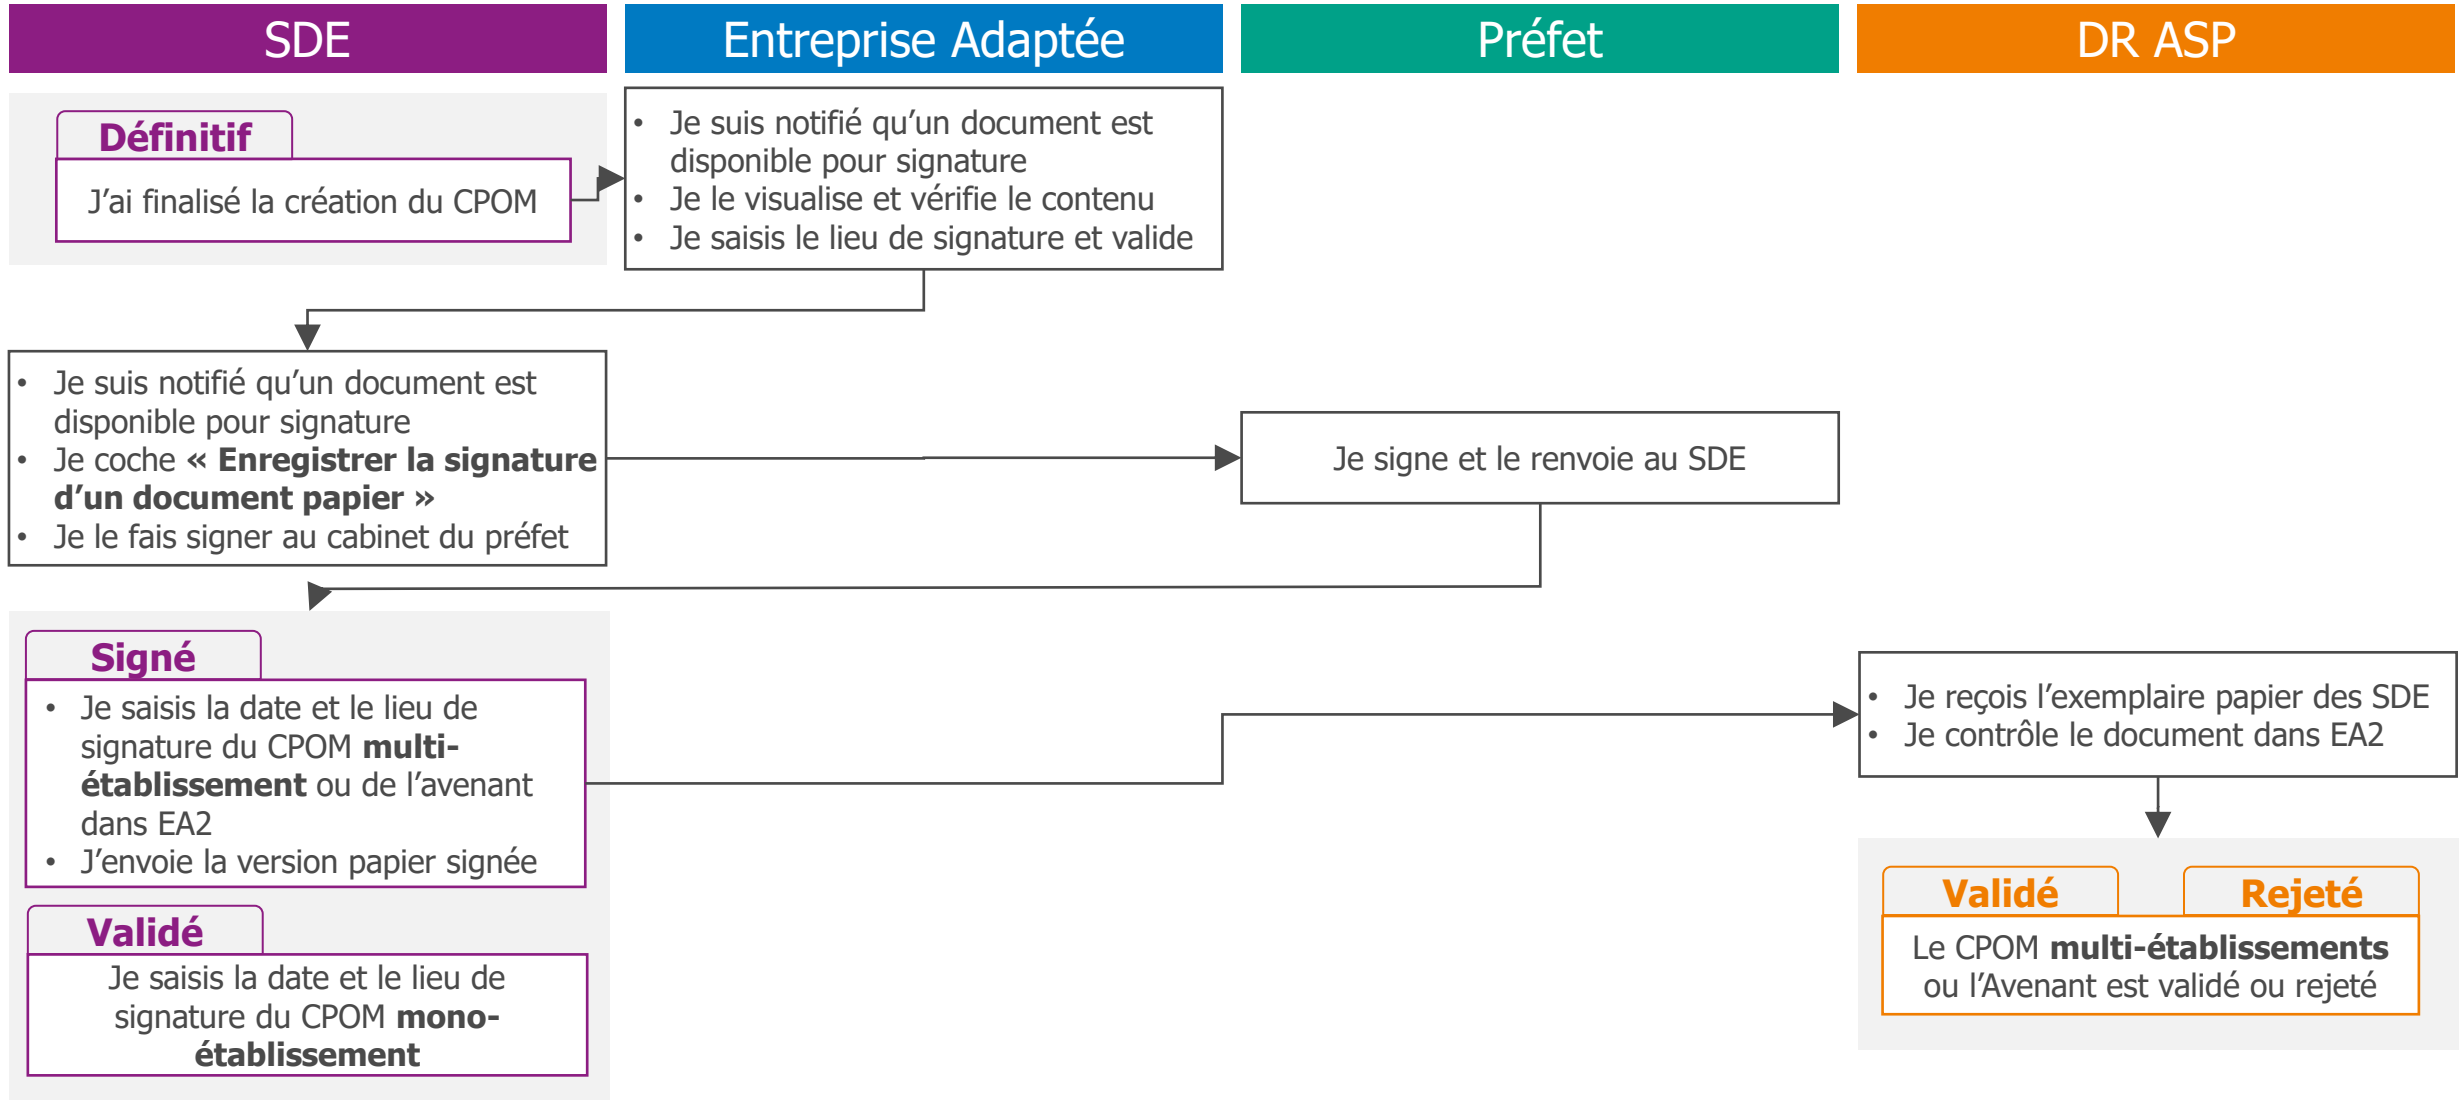 SDE
Entreprise Adaptée
Préfet
DR ASP
Définitif
J’ai finalisé la création du CPOM
• Je suis notifié qu’un document est
disponible pour signature
• Je le visualise et vérifie le contenu
• Je saisis le lieu de signature et valide
• Je suis notifié qu’un document est
disponible pour signature
• Je coche « Enregistrer la signature
d’un document papier »
• Je le fais signer au cabinet du préfet
Je signe et le renvoie au SDE
Signé
• Je saisis la date et le lieu de
signature du CPOM multi-
établissement ou de l’avenant
dans EA2
• J’envoie la version papier signée
Validé
Je saisis la date et le lieu de
signature du CPOM mono-
établissement
• Je reçois l’exemplaire papier des SDE
• Je contrôle le document dans EA2
Validé
Rejeté
Le CPOM multi-établissements
ou l’Avenant est validé ou rejeté